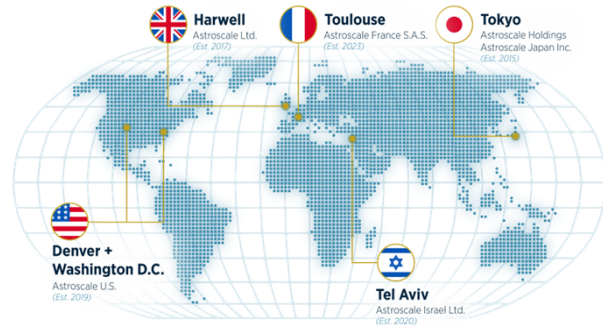 Harwell
Astroscale Ltd.
(Est. 2017)
Toulouse
Astroscale France S.A.S.
(Est. 2023)
Tokyo
Astroscale Holdings
Astroscale Japan Inc.
(Est. 2015)
Denver +
Washington D.C.
Astroscale U.S.
(Est. 2019)
Tel Aviv
Astroscale Israel Ltd.
(Est. 2020)